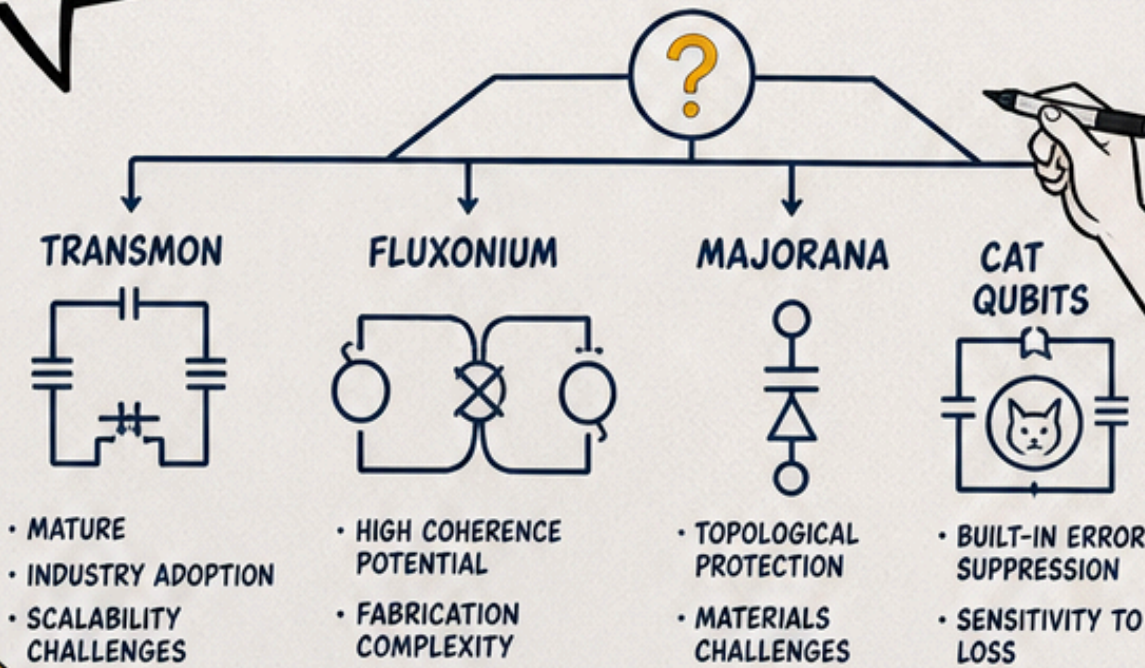 ?
TRANSMON
• MATURE
• INDUSTRY ADOPTION
• SCALABILITY
CHALLENGES
FLUXONIUM
• HIGH COHERENCE
POTENTIAL
• FABRICATION
COMPLEXITY
MAJORANA
• TOPOLOGICAL
PROTECTION
• MATERIALS
CHALLENGES
CAT
QUBITS
• BUILT-IN ERROR
SUPPRESSION
• SENSITIVITY TO
LOSS